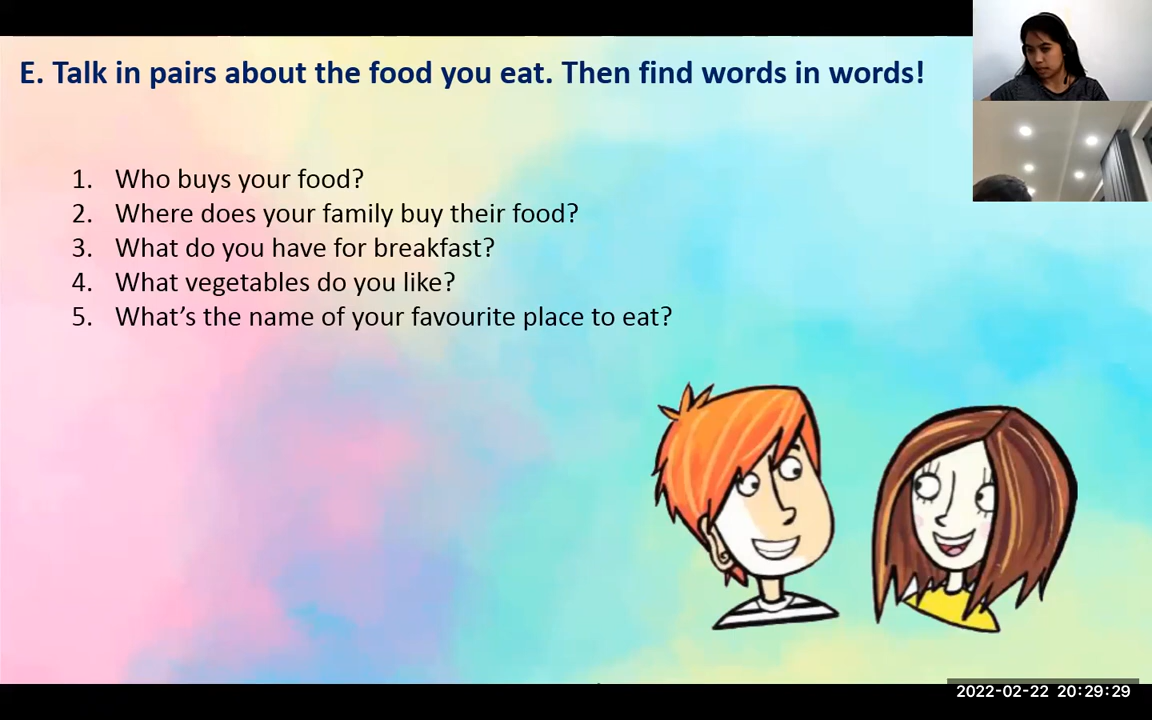 E. Talk in pairs about the food you eat. Then find words in words!
1. Who buys your food?
2. Where does your family buy their food?
3. What do you have for breakfast?
4. What vegetables do you like?
5. What’s the name of your favourite place to eat?
2022-02-22 20:29:29